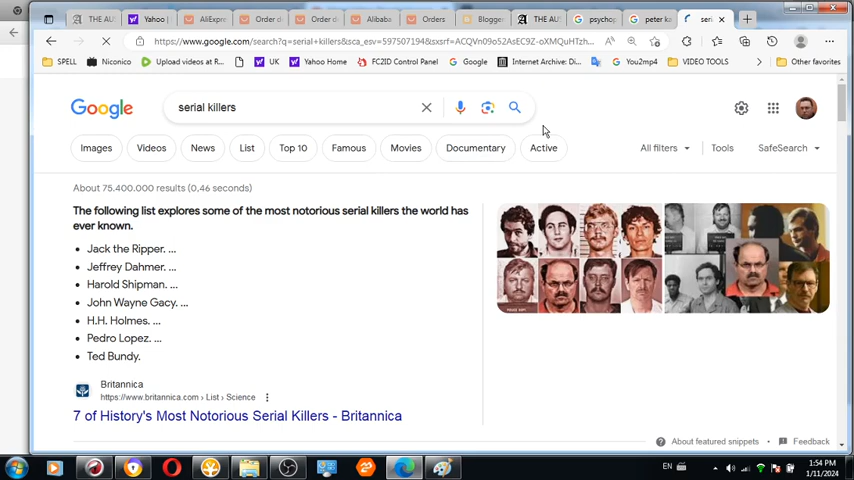 THE AU
Yahoo
AliExpres
Order d
Order d
Alibaba
Orders
Blogger
THE AU
psychop
peter ka
seri
https://www.google.com/search?q=serial+killers&sca_esv=597507194&sxsrf=ACQVn09o52AsEC9Z-oXMQuHTzh...
SPELL
Niconico
Upload videos at R...
UK
Yahoo Home
FC2ID Control Panel
Google
Internet Archive: Di...
You2mp4
VIDEO TOOLS
Other favorites
Google
serial killers
Images
Videos
News
List
Top 10
Famous
Movies
Documentary
Active
All filters
Tools
SafeSearch
About 75.400.000 results (0,46 seconds)
The following list explores some of the most notorious serial killers the world has
ever known.
• Jack the Ripper. ...
• Jeffrey Dahmer. ...
• Harold Shipman. ...
• John Wayne Gacy. ...
• H.H. Holmes. ...
• Pedro Lopez. ...
• Ted Bundy.
Britannica
https://www.britannica.com › List › Science
7 of History's Most Notorious Serial Killers - Britannica
About featured snippets
Feedback
EN
1:54 PM
1/11/2024